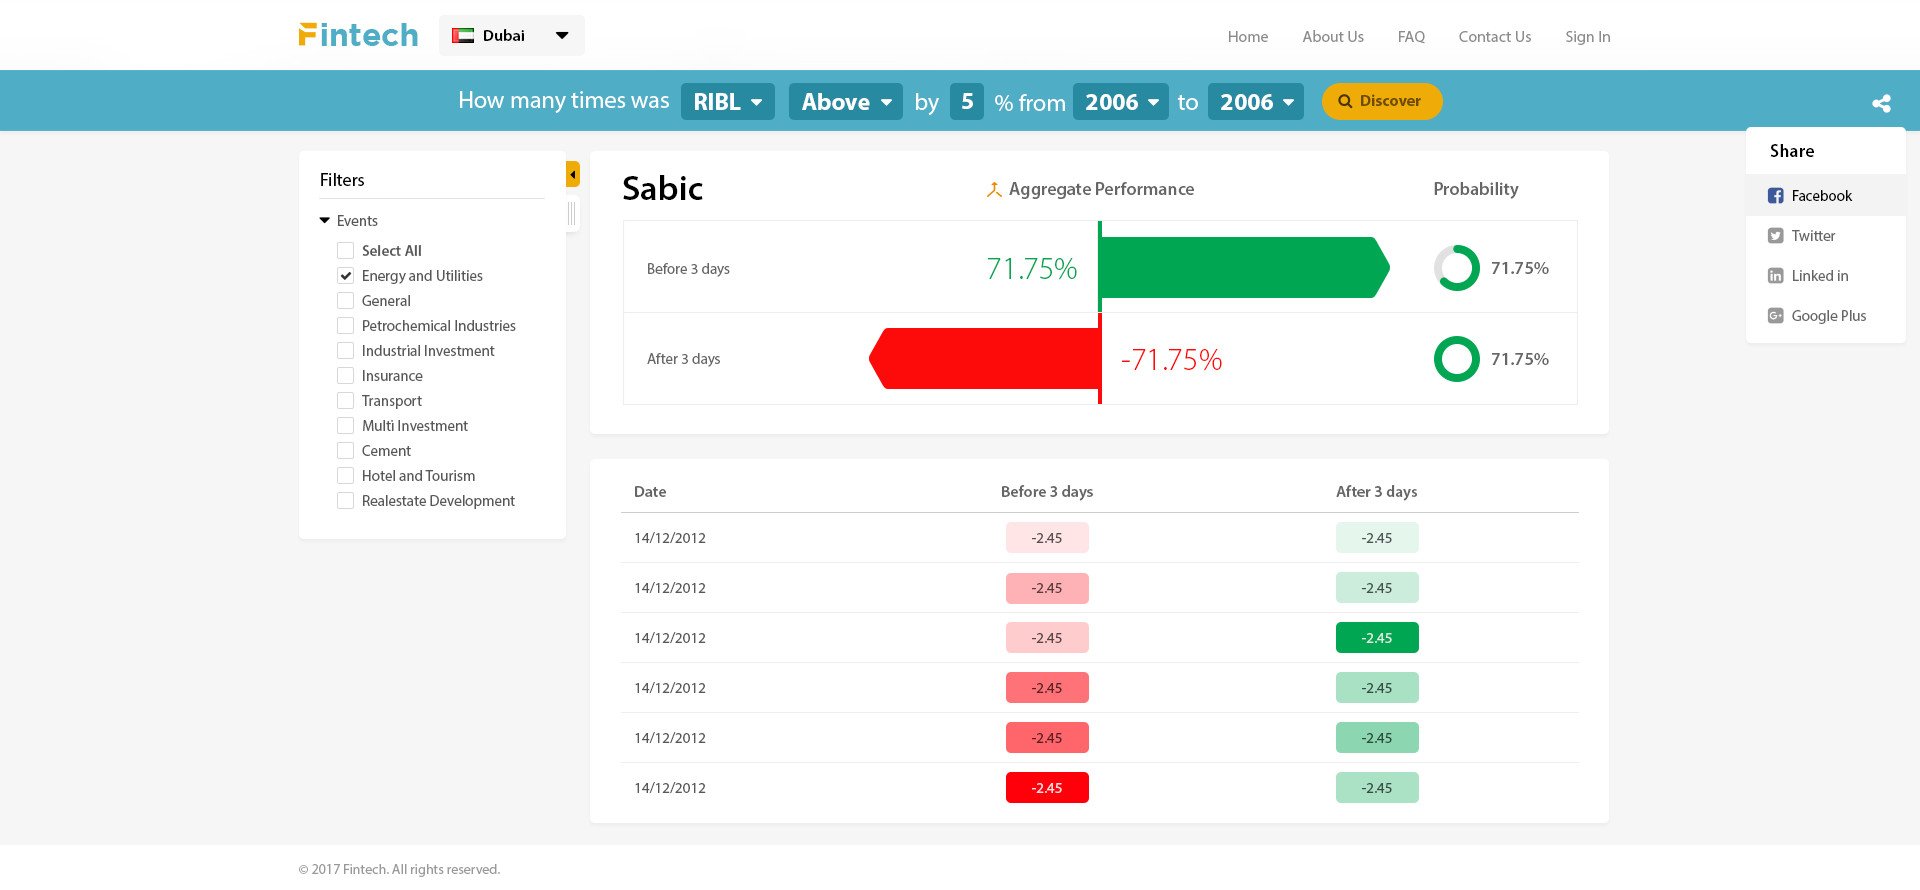 Fintech
Dubai
Home About Us FAQ Contact Us Sign In
How many times was RIBL Above by 5 % from 2006 to 2006 Discover
Share
Facebook
Twitter
Linked in
Google Plus
Filters
Events
Select All
Energy and Utilities
General
Petrochemical Industries
Industrial Investment
Insurance
Transport
Multi Investment
Cement
Hotel and Tourism
Realestate Development
Sabic Aggregate Performance Probability
Before 3 days 71.75% 71.75%
After 3 days -71.75% 71.75%
Date Before 3 days After 3 days
14/12/2012 -2.45 -2.45
14/12/2012 -2.45 -2.45
14/12/2012 -2.45 -2.45
14/12/2012 -2.45 -2.45
14/12/2012 -2.45 -2.45
14/12/2012 -2.45 -2.45
© 2017 Fintech. All rights reserved.